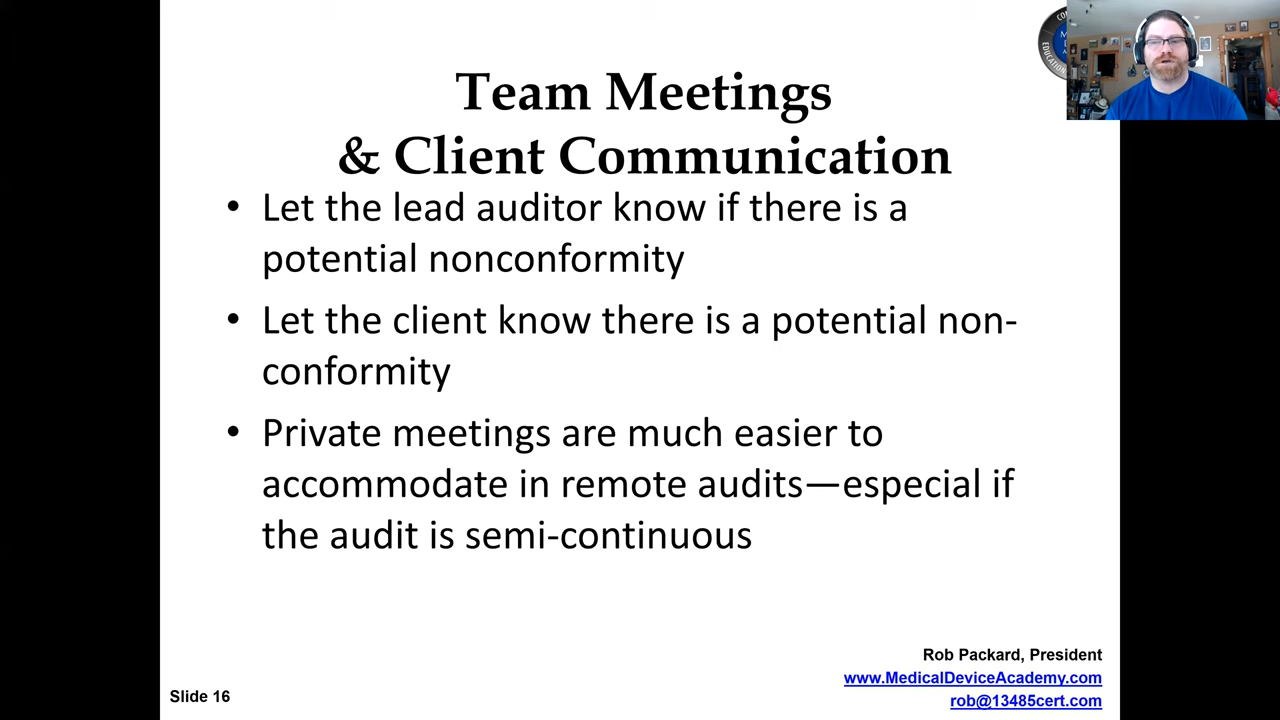 Team Meetings
& Client Communication
• Let the lead auditor know if there is a
potential nonconformity
• Let the client know there is a potential non-
conformity
• Private meetings are much easier to
accommodate in remote audits—especial if
the audit is semi-continuous
Rob Packard, President
www.MedicalDeviceAcademy.com
rob@13485cert.com
Slide 16